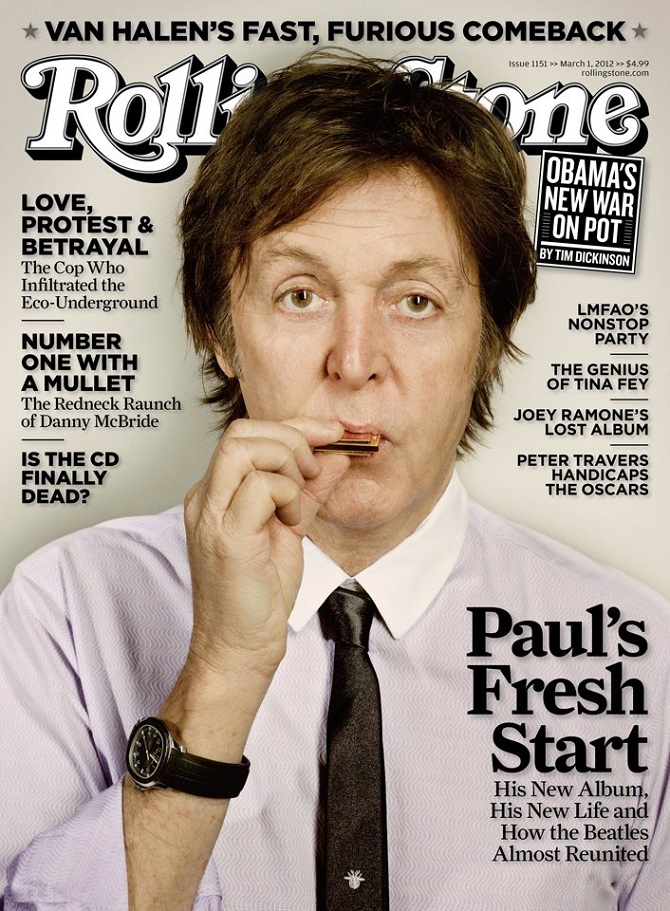 ★ VAN HALEN'S FAST, FURIOUS COMEBACK ★
Issue 1151 >> March 1, 2012 >> $4.99
rollingstone.com
Rolling Stone
OBAMA'S
NEW WAR
ON POT
BY TIM DICKINSON
LOVE,
PROTEST &
BETRAYAL
The Cop Who
Infiltrated the
Eco-Underground
NUMBER
ONE WITH
A MULLET
The Redneck Raunch
of Danny McBride
IS THE CD
FINALLY
DEAD?
LMFAO'S
NONSTOP
PARTY
THE GENIUS
OF TINA FEY
JOEY RAMONE'S
LOST ALBUM
PETER TRAVERS
HANDICAPS
THE OSCARS
Paul's
Fresh
Start
His New Album,
His New Life and
How the Beatles
Almost Reunited